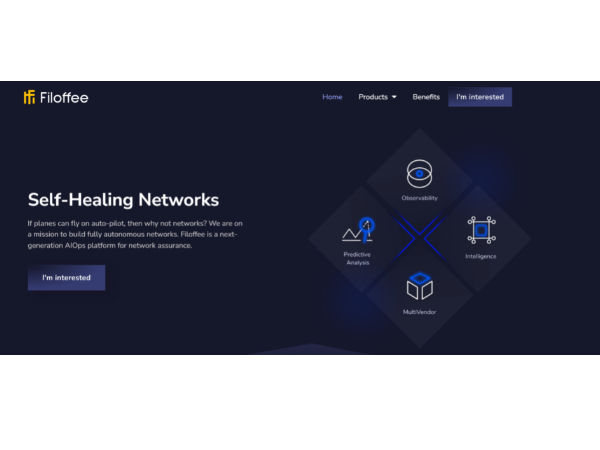 Filoffee
Home Products Benefits I'm interested
Self-Healing Networks
If planes can fly on auto-pilot, then why not networks? We are on
a mission to build fully autonomous networks. Filoffee is a next-
generation AIOps platform for network assurance.
I'm interested
Observability
Predictive
Analysis
Intelligence
MultiVendor